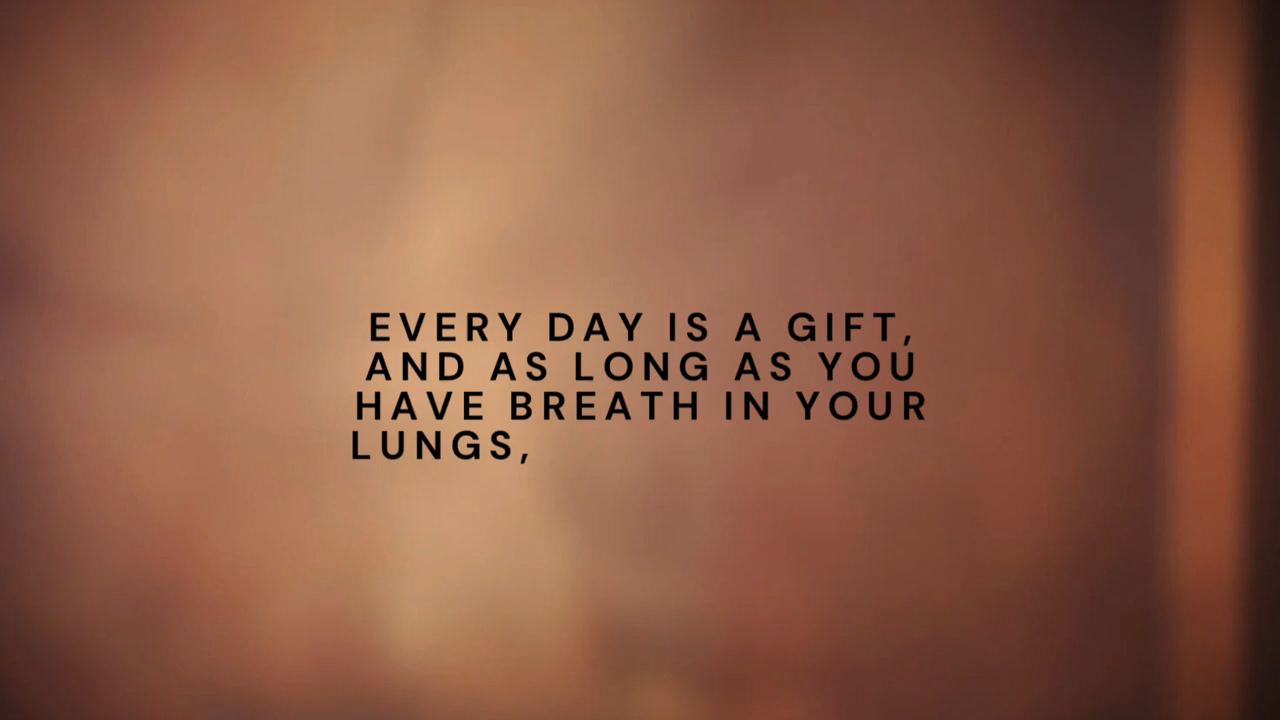 EVERY DAY IS A GIFT,
AND AS LONG AS YOU
HAVE BREATH IN YOUR
LUNGS,